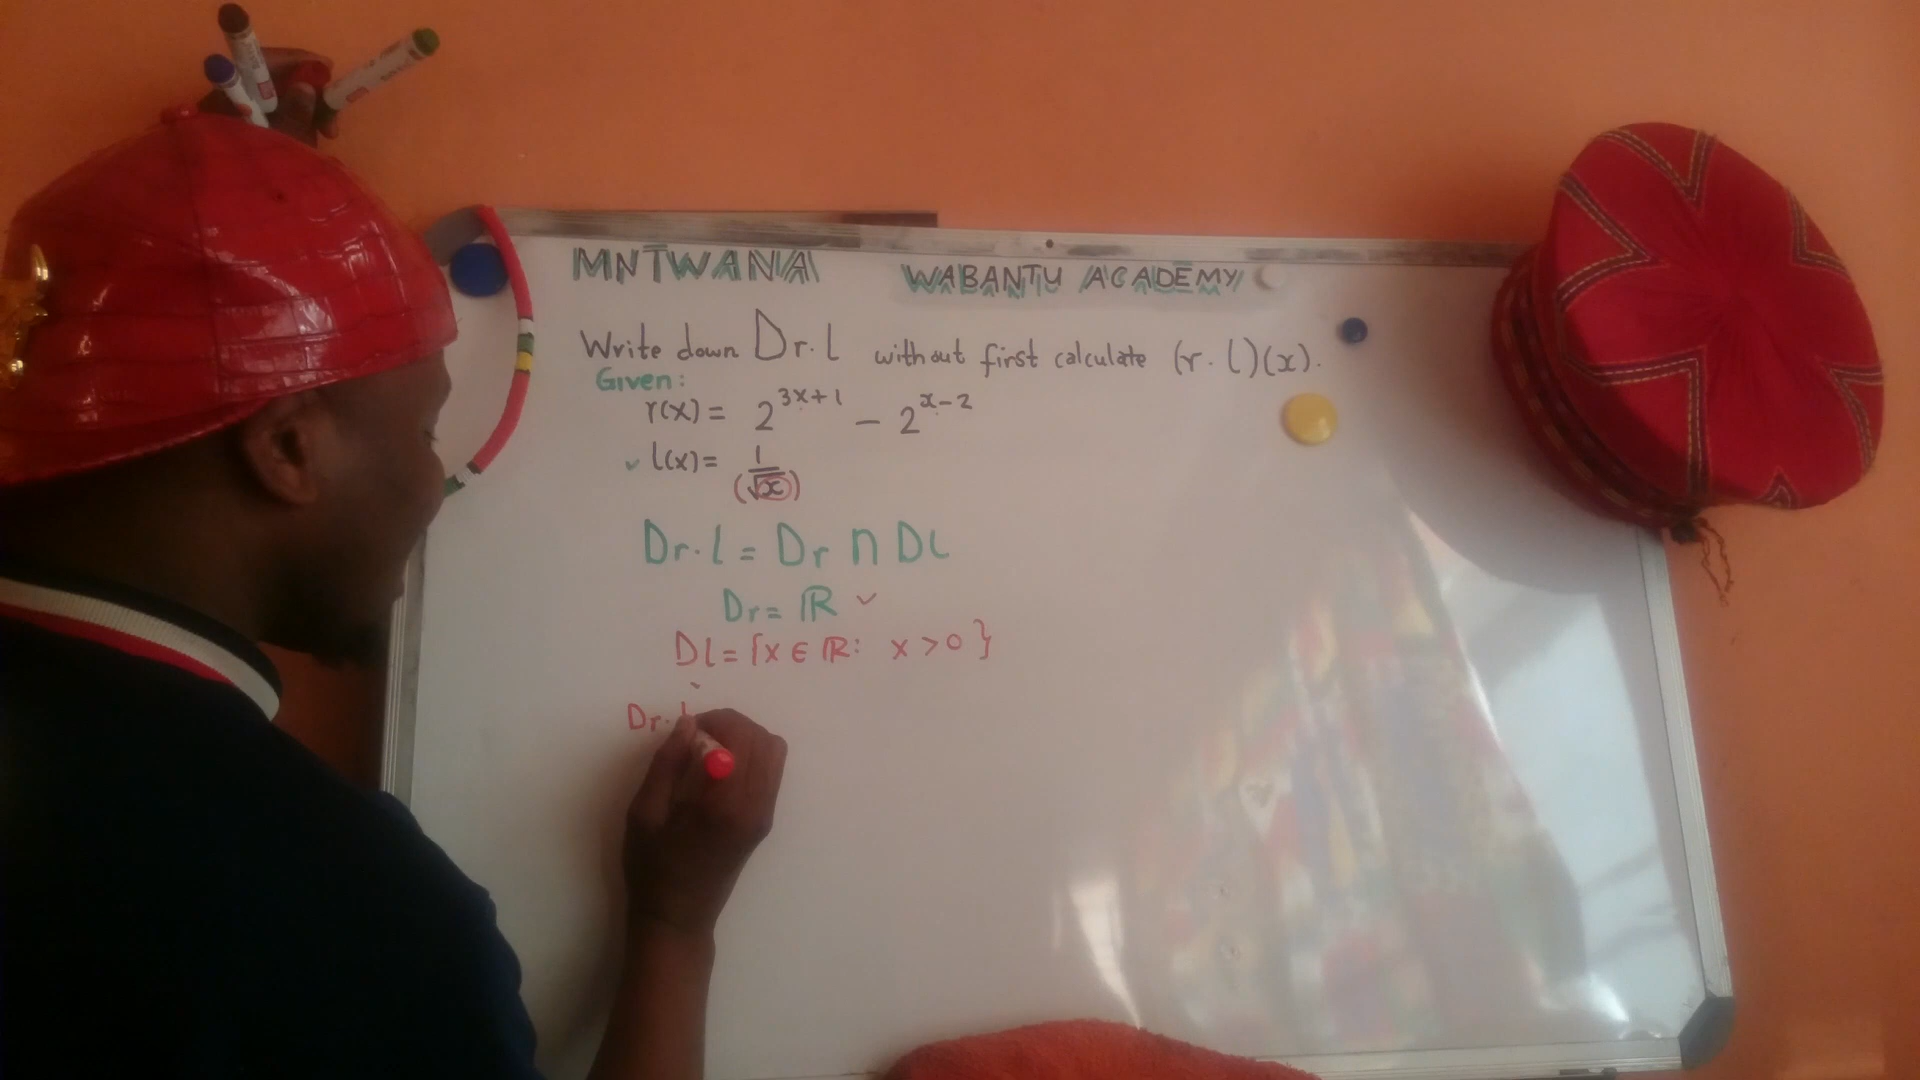 MNTWANA WABANTU ACADEMY
Write down Dr.l without first calculate (r.l)(x).
Given:
r(x) = 2^{3x+1} - 2^{x-2}
✓ l(x) = 1/(√x)
Dr.l = Dr ∩ Dl
Dr = ℝ ✓
Dl = {x ∈ ℝ: x > 0}
Dr.l